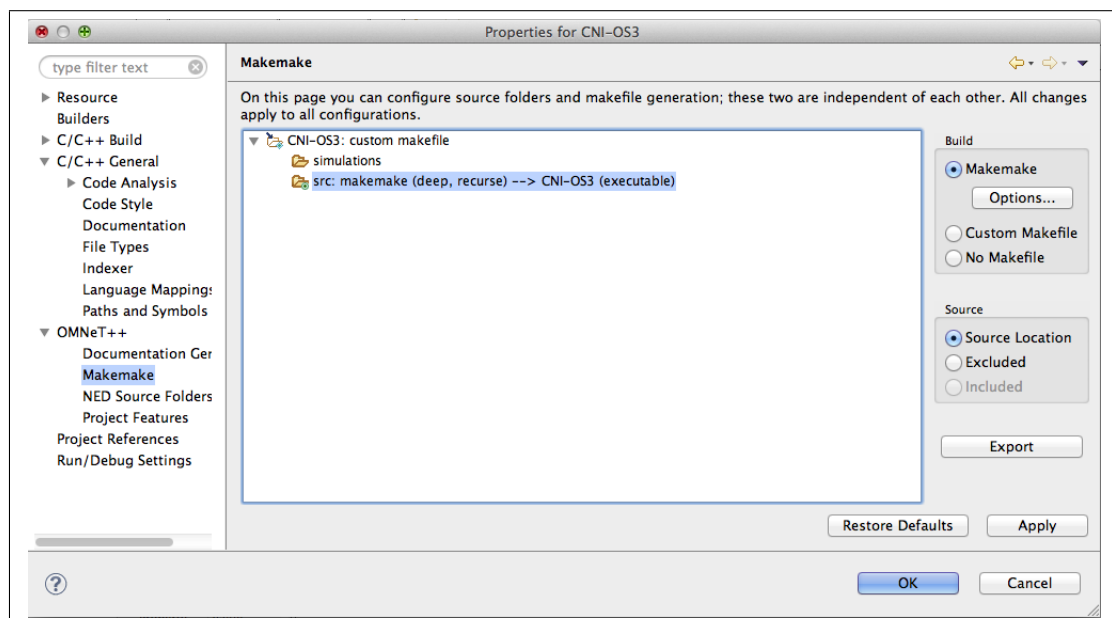 Properties for CNI-OS3
type filter text
Resource
Builders
C/C++ Build
C/C++ General
Code Analysis
Code Style
Documentation
File Types
Indexer
Language Mappings
Paths and Symbols
OMNeT++
Documentation Ger
Makemake
NED Source Folders
Project Features
Project References
Run/Debug Settings
Makemake
On this page you can configure source folders and makefile generation; these two are independent of each other. All changes
apply to all configurations.
CNI-OS3: custom makefile
simulations
src: makemake (deep, recurse) --> CNI-OS3 (executable)
Build
Makemake
Options...
Custom Makefile
No Makefile
Source
Source Location
Excluded
Included
Export
Restore Defaults
Apply
?
OK
Cancel